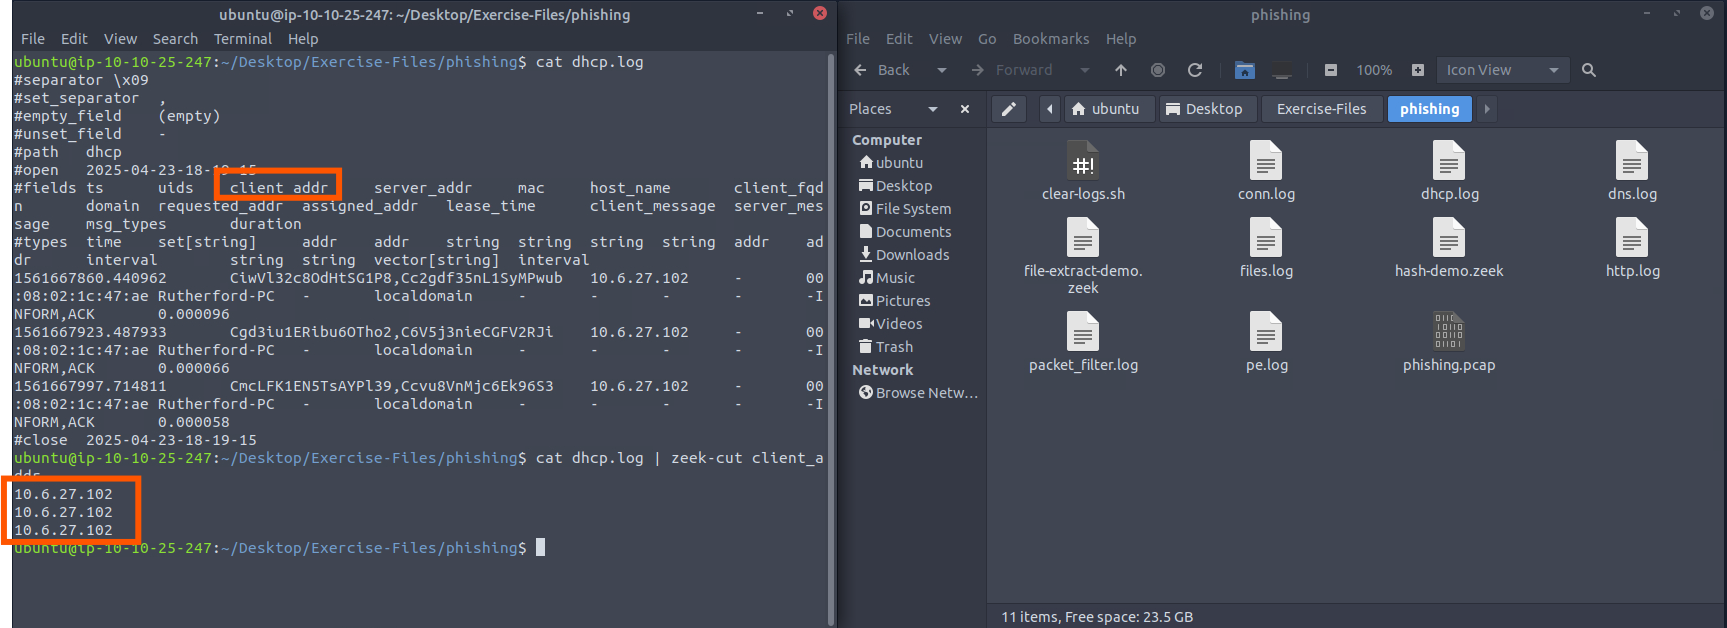 ubuntu@ip-10-10-25-247: ~/Desktop/Exercise-Files/phishing
File Edit View Search Terminal Help
ubuntu@ip-10-10-25-247:~/Desktop/Exercise-Files/phishing$ cat dhcp.log
#separator \x09
#set_separator ,
#empty_field (empty)
#unset_field -
#path dhcp
#open 2025-04-23-18-19-15
#fields ts uids client_addr server_addr mac host_name client_fqd
n domain requested_addr assigned_addr lease_time client_message server_mes
sage msg_types duration
#types time set[string] addr addr string string string string addr ad
dr interval string string vector[string] interval
1561667860.440962 CiwVl32c8OdHtSG1P8,Cc2gdf35nL1SyMPwub 10.6.27.102 - 00
:08:02:1c:47:ae Rutherford-PC - localdomain - - - -I
NFORM,ACK 0.000096
1561667923.487933 Cgd3iu1ERibu6OTho2,C6V5j3nieCGFV2RJi 10.6.27.102 - 00
:08:02:1c:47:ae Rutherford-PC - localdomain - - - -I
NFORM,ACK 0.000066
1561667997.714811 CmcLFK1EN5TsAYPl39,Ccvu8VnMjc6Ek96S3 10.6.27.102 - 00
:08:02:1c:47:ae Rutherford-PC - localdomain - - - -I
NFORM,ACK 0.000058
#close 2025-04-23-18-19-15
ubuntu@ip-10-10-25-247:~/Desktop/Exercise-Files/phishing$ cat dhcp.log | zeek-cut client_a
ddr
10.6.27.102
10.6.27.102
10.6.27.102
ubuntu@ip-10-10-25-247:~/Desktop/Exercise-Files/phishing$
phishing
File Edit View Go Bookmarks Help
Back Forward 100% Icon View
Places
ubuntu Desktop Exercise-Files phishing
Computer
ubuntu
Desktop
File System
Documents
Downloads
Music
Pictures
Videos
Trash
Network
Browse Netw...
#!
clear-logs.sh conn.log dhcp.log dns.log
file-extract-demo.
zeek
files.log hash-demo.zeek http.log
packet_filter.log pe.log phishing.pcap
11 items, Free space: 23.5 GB